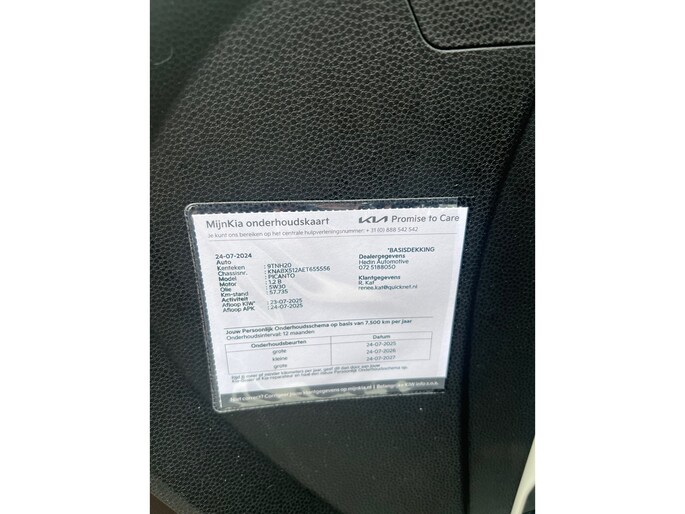 MijnKia onderhoudskaart KIA Promise to Care
Je kunt ons bereiken op het centrale hulpverleningsnummer: + 31 (0) 888 542 542
*BASISDEKKING
24-07-2024
Auto
Kenteken : 9TNH20
Chassisnr. : KNABX512AET655556
Model : PICANTO
Motor : 1.2 B
Olie : 5W30
Km-stand : 57.735
Activiteit
Afloop KIW* : 23-07-2025
Afloop APK : 24-07-2025
Dealergegevens
Hedin Automotive
072 5188050
Klantgegevens
R. Kaf
renee.kaf@quicknet.nl
Jouw Persoonlijk Onderhoudsschema op basis van 7,500 km per jaar
Onderhoudsinterval: 12 maanden
Onderhoudsbeurten Datum
grote 24-07-2025
kleine 24-07-2026
grote 24-07-2027